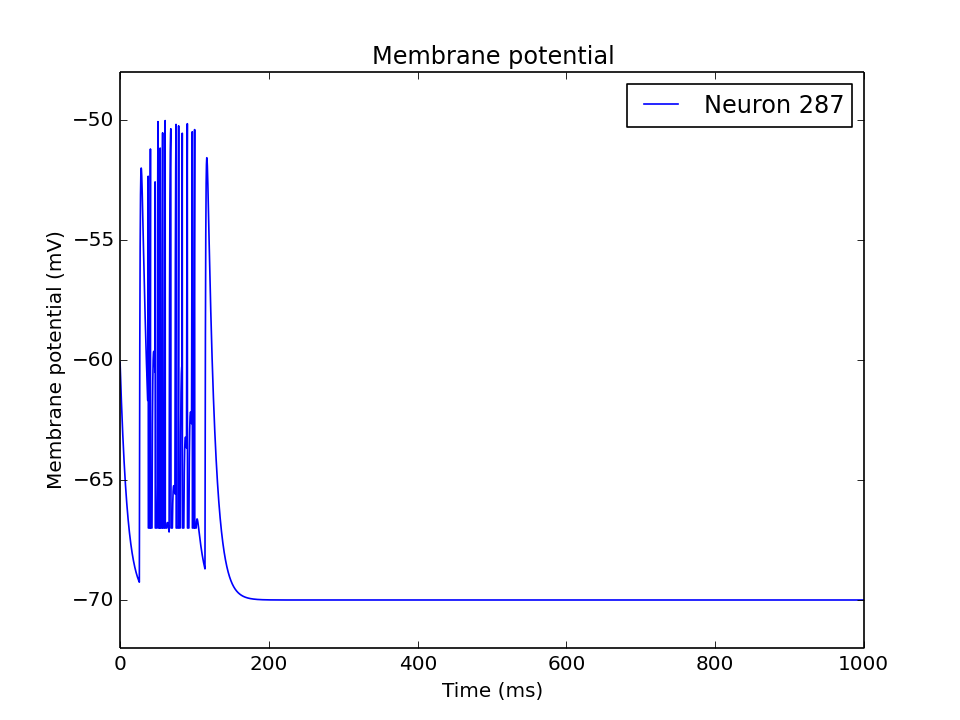 Membrane potential
Neuron 287
−50
−55
−60
−65
−70
Membrane potential (mV)
0 200 400 600 800 1000
Time (ms)